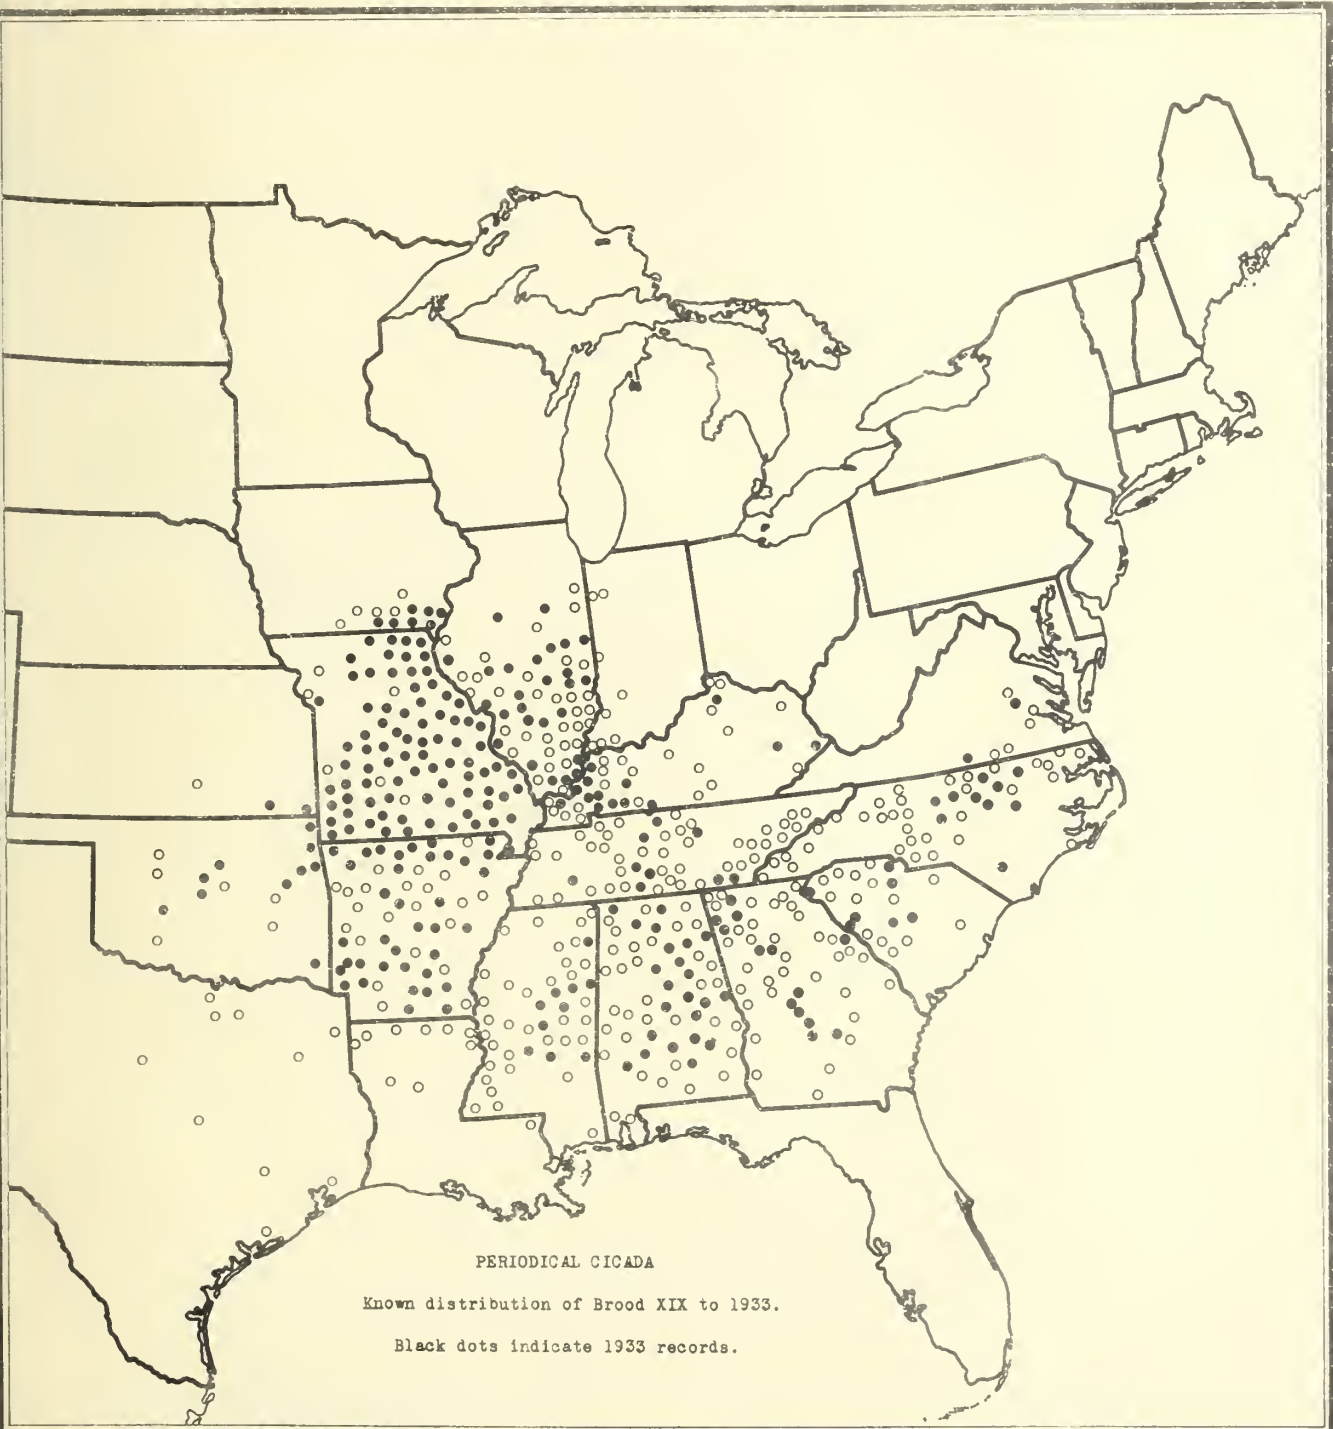 PERIODICAL CICADA
Known distribution of Brood XIX to 1933.
Black dots indicate 1933 records.